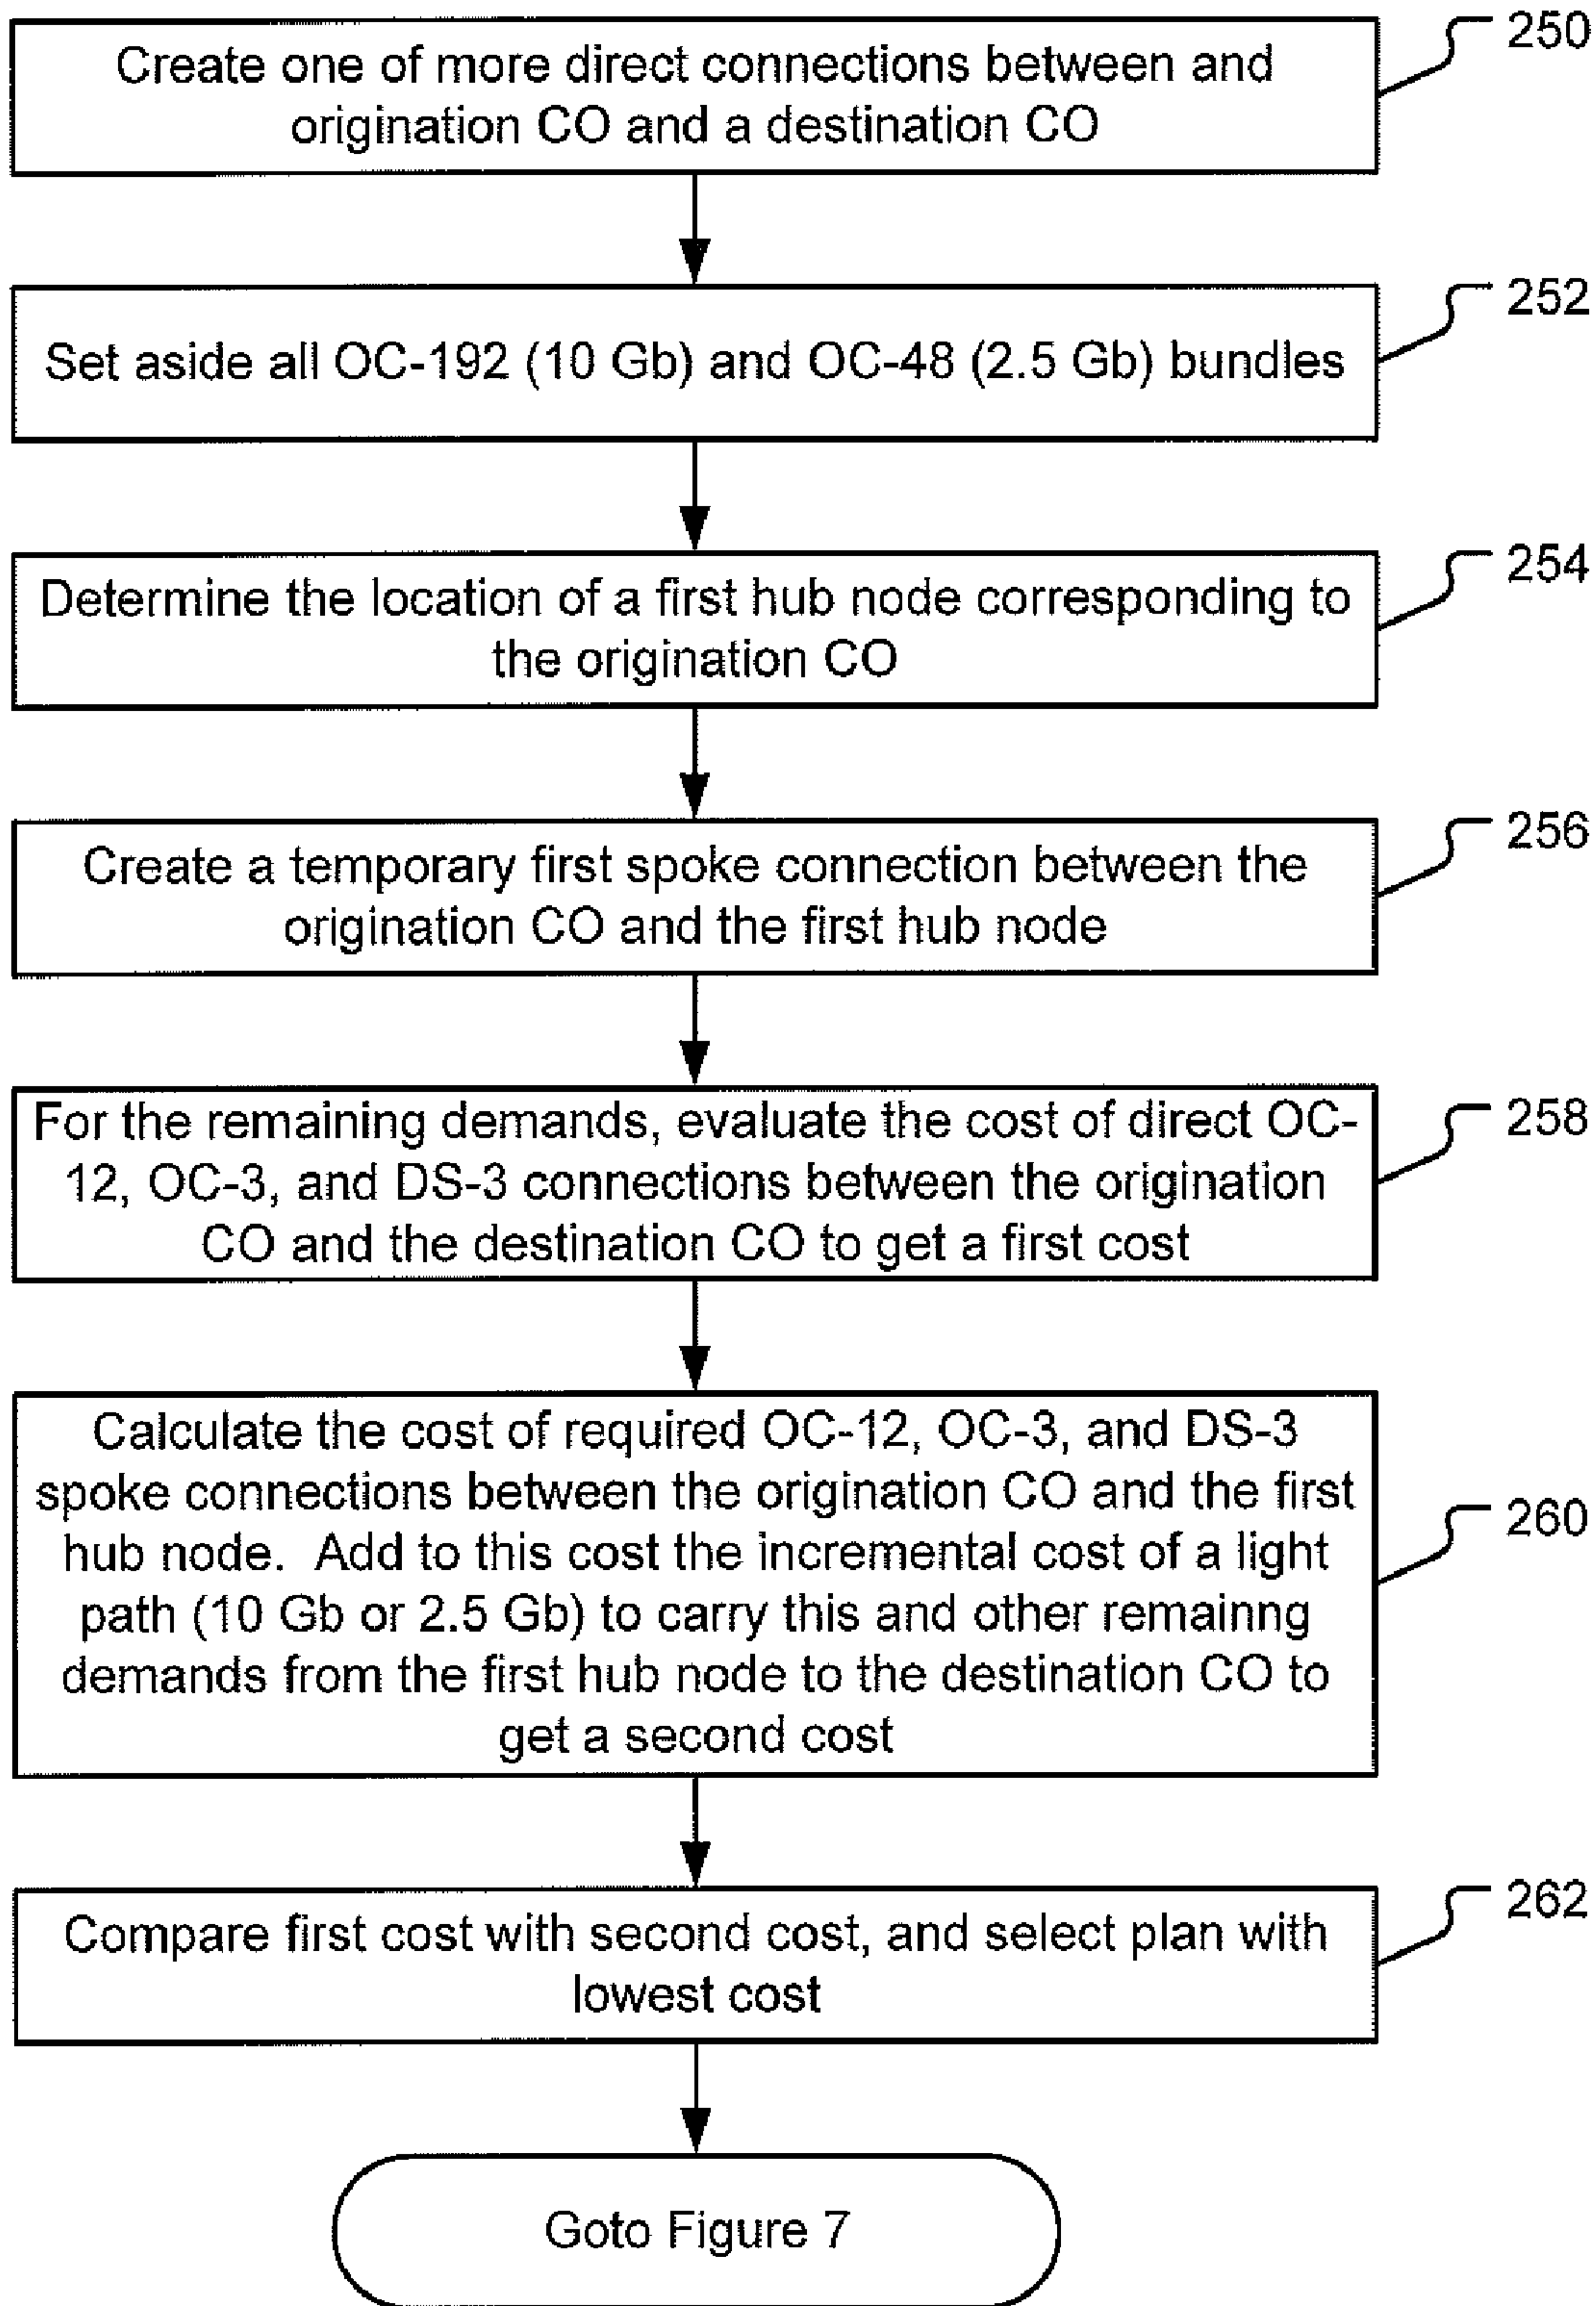 250
Create one of more direct connections between and
origination CO and a destination CO
252
Set aside all OC-192 (10 Gb) and OC-48 (2.5 Gb) bundles
254
Determine the location of a first hub node corresponding to
the origination CO
256
Create a temporary first spoke connection between the
origination CO and the first hub node
258
For the remaining demands, evaluate the cost of direct OC-
12, OC-3, and DS-3 connections between the origination
CO and the destination CO to get a first cost
260
Calculate the cost of required OC-12, OC-3, and DS-3
spoke connections between the origination CO and the first
hub node. Add to this cost the incremental cost of a light
path (10 Gb or 2.5 Gb) to carry this and other remainng
demands from the first hub node to the destination CO to
get a second cost
262
Compare first cost with second cost, and select plan with
lowest cost
Goto Figure 7